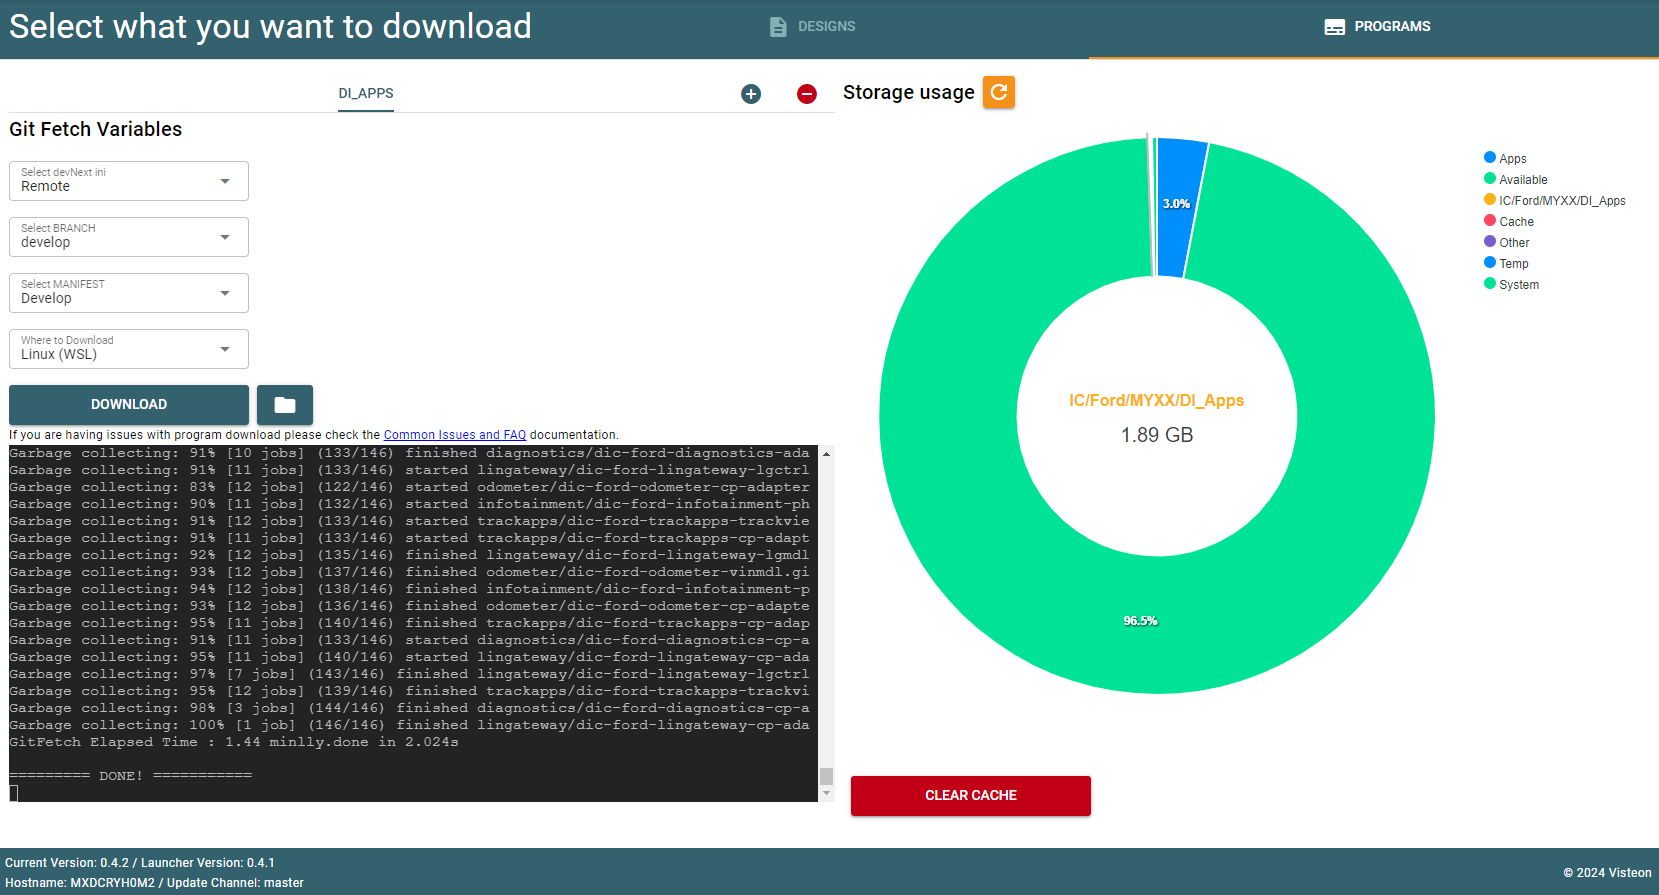 Select what you want to download
DESIGNS
PROGRAMS
DI_APPS
Git Fetch Variables
Select devNext ini
Remote
Select BRANCH
develop
Select MANIFEST
Develop
Where to Download
Linux (WSL)
DOWNLOAD
If you are having issues with program download please check the Common Issues and FAQ documentation.
Garbage collecting: 91% [10 jobs] (133/146) finished diagnostics/dic-ford-diagnostics-ada
Garbage collecting: 91% [11 jobs] (133/146) started lingateway/dic-ford-lingateway-lgctrl
Garbage collecting: 83% [12 jobs] (122/146) started odometer/dic-ford-odometer-cp-adapter
Garbage collecting: 90% [11 jobs] (132/146) started infotainment/dic-ford-infotainment-ph
Garbage collecting: 91% [12 jobs] (133/146) started trackapps/dic-ford-trackapps-trackvie
Garbage collecting: 91% [11 jobs] (133/146) started trackapps/dic-ford-trackapps-cp-adapt
Garbage collecting: 92% [12 jobs] (135/146) finished lingateway/dic-ford-lingateway-lgmdl
Garbage collecting: 93% [12 jobs] (137/146) finished odometer/dic-ford-odometer-vinmdl.gi
Garbage collecting: 94% [12 jobs] (138/146) finished infotainment/dic-ford-infotainment-p
Garbage collecting: 93% [12 jobs] (136/146) finished odometer/dic-ford-odometer-cp-adapte
Garbage collecting: 95% [11 jobs] (140/146) finished trackapps/dic-ford-trackapps-cp-adap
Garbage collecting: 91% [11 jobs] (133/146) started diagnostics/dic-ford-diagnostics-cp-a
Garbage collecting: 95% [11 jobs] (140/146) started lingateway/dic-ford-lingateway-cp-ada
Garbage collecting: 97% [7 jobs] (143/146) finished lingateway/dic-ford-lingateway-lgctrl
Garbage collecting: 95% [12 jobs] (139/146) finished trackapps/dic-ford-trackapps-trackvi
Garbage collecting: 98% [3 jobs] (144/146) finished diagnostics/dic-ford-diagnostics-cp-a
Garbage collecting: 100% [1 job] (146/146) finished lingateway/dic-ford-lingateway-cp-ada
GitFetch Elapsed Time : 1.44 minlly.done in 2.024s
========= DONE! ===========
Storage usage
3.0%
96.5%
IC/Ford/MYXX/DI_Apps
1.89 GB
Apps
Available
IC/Ford/MYXX/DI_Apps
Cache
Other
Temp
System
CLEAR CACHE
Current Version: 0.4.2 / Launcher Version: 0.4.1
Hostname: MXDCRYH0M2 / Update Channel: master
© 2024 Visteon